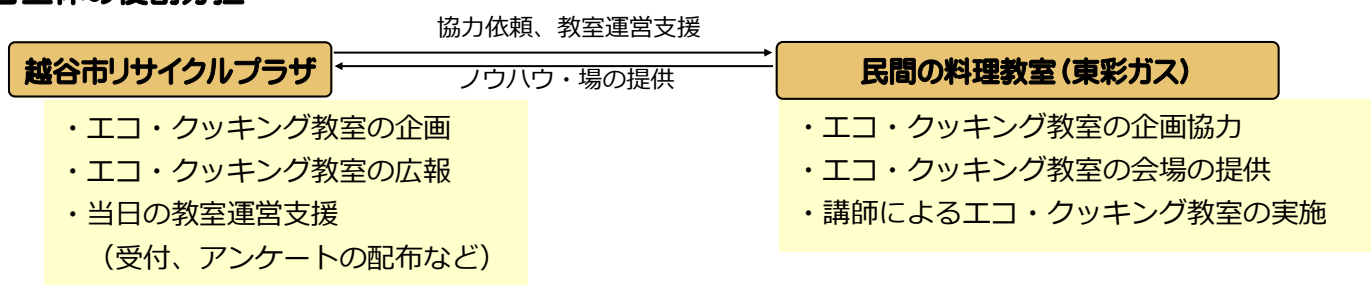 協力依頼、教室運営支援
越谷市リサイクルプラザ
ノウハウ・場の提供
民間の料理教室（東彩ガス）
・エコ・クッキング教室の企画
・エコ・クッキング教室の広報
・当日の教室運営支援
（受付、アンケートの配布など）
・エコ・クッキング教室の企画協力
・エコ・クッキング教室の会場の提供
・講師によるエコ・クッキング教室の実施